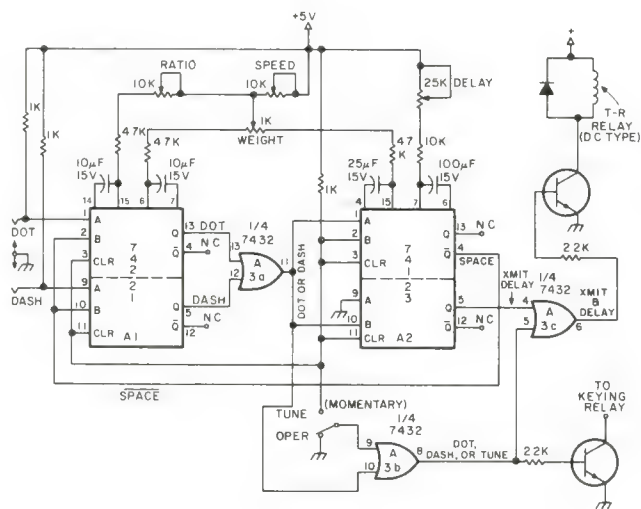 +5V
RATIO
SPEED
10K
10K
25K
DELAY
1K
1K
1K
WEIGHT
47K
47K
47
K
10K
1K
10µF
15V
10µF
15V
25µF
15V
100µF
15V
+
T-R
RELAY
(DC TYPE)
14
15
6
7
4
15
7
6
1
A
2
B
3
CLR
9
A
10
B
11
CLR
7
4
2
2
1
A1
Q
13
DOT
Q
4
NC
Q
5
DASH
Q
12
NC
DOT
DASH
1/4
7432
13
12
A
3a
11
DOT OR DASH
1
A
2
B
3
CLR
9
A
10
B
11
CLR
7
4
1
2
3
A2
Q
13
NC
Q
4
SPACE
Q
5
Q
12
NC
XMIT
DELAY
1/4
7432
4
5
A
3c
6
XMIT
&
DELAY
22K
SPACE
TUNE
(MOMENTARY)
OPER
1/4
7432
9
10
A
3b
8
DOT,
DASH, OR TUNE
22K
TO
KEYING
RELAY